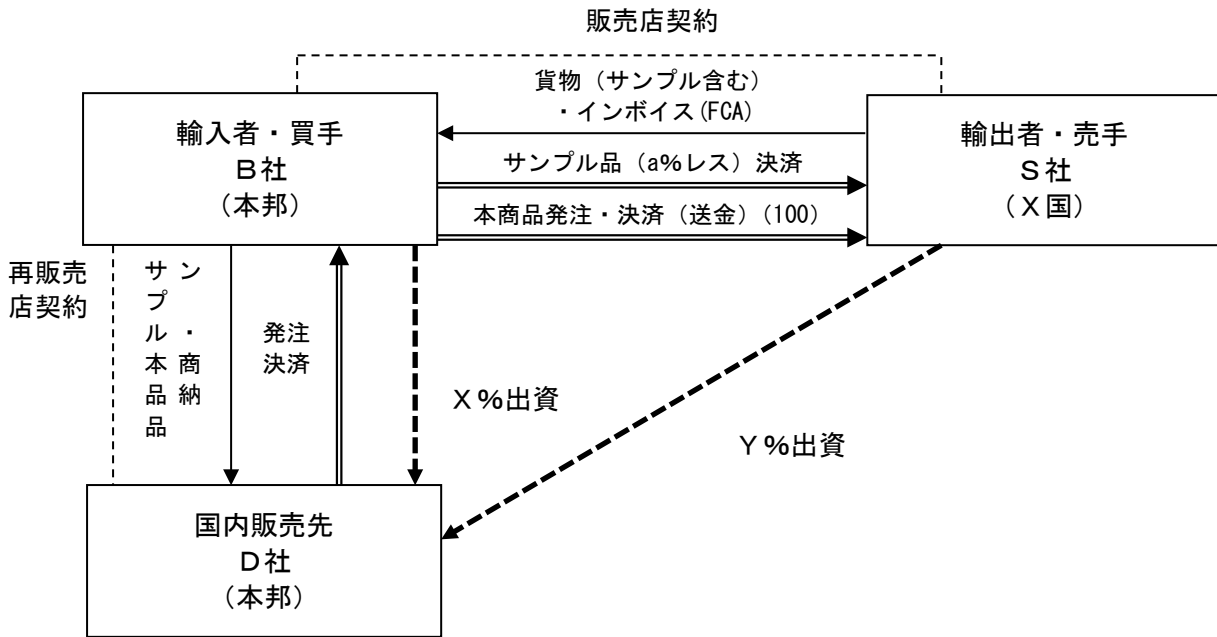 販売店契約
貨物(サンプル含む)
・インボイス(FCA)
輸入者・買手
B社
(本邦)
輸出者・売手
S社
(X国)
サンプル品(a%レス)決済
本商品発注・決済(送金)(100)
再販売
店契約
サ ン
プ
ル ・
本 商
品 納
品
発注
決済
X%出資
Y%出資
国内販売先
D社
(本邦)